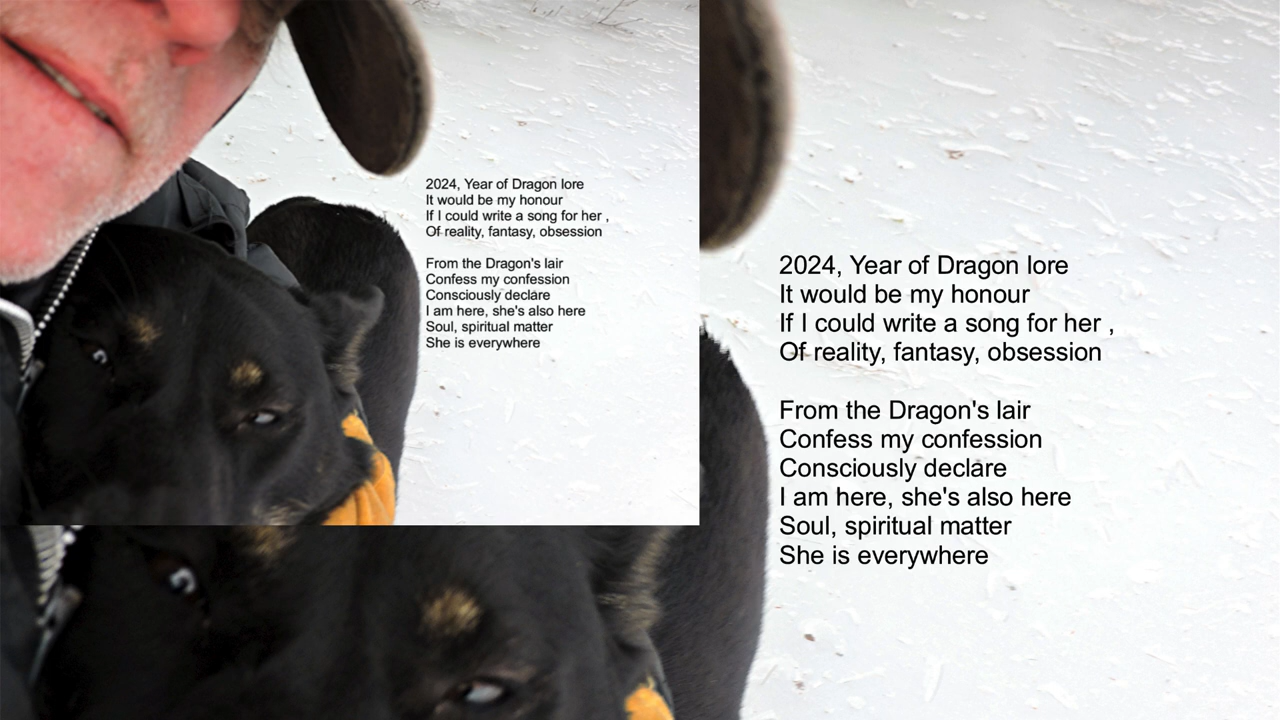 2024, Year of Dragon lore
It would be my honour
If I could write a song for her ,
Of reality, fantasy, obsession

From the Dragon's lair
Confess my confession
Consciously declare
I am here, she's also here
Soul, spiritual matter
She is everywhere

2024, Year of Dragon lore
It would be my honour
If I could write a song for her ,
Of reality, fantasy, obsession

From the Dragon's lair
Confess my confession
Consciously declare
I am here, she's also here
Soul, spiritual matter
She is everywhere